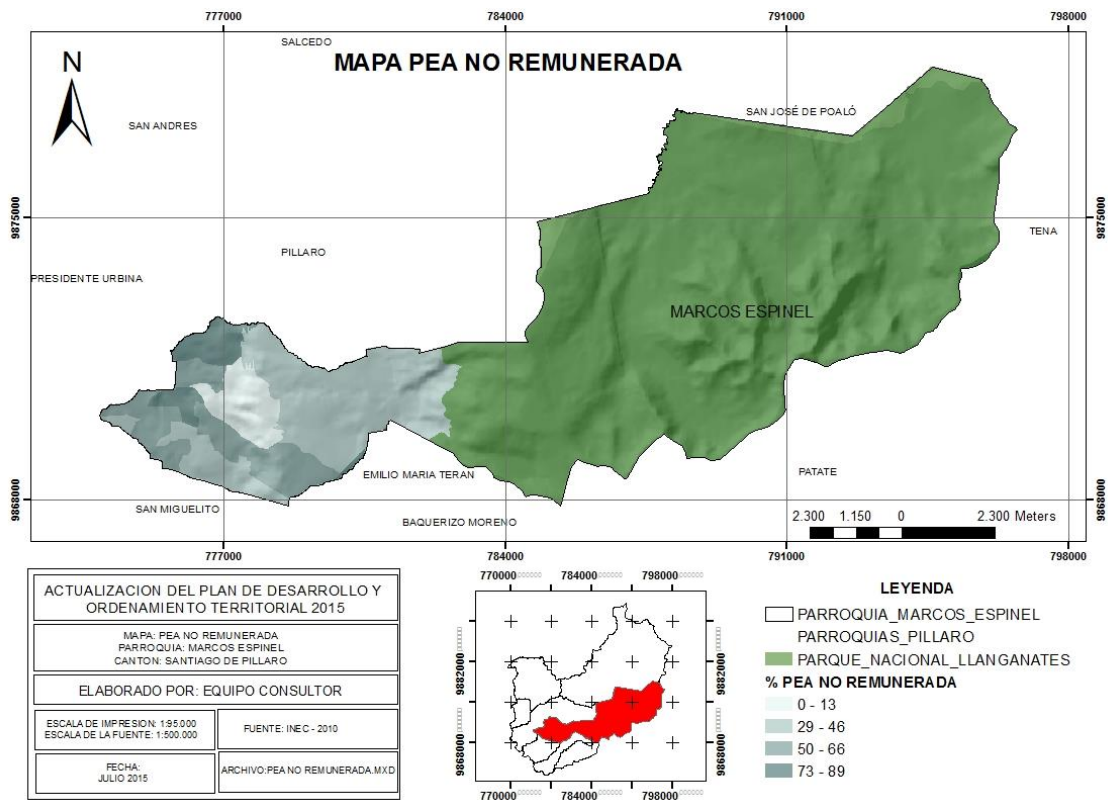 777000 784000 791000 798000
SALCEDO
MAPA PEA NO REMUNERADA
N
SAN JOSÉ DE POALÓ
SAN ANDRES
9875000 9875000
TENA
PILLARO
PRESIDENTE URBINA
MARCOS ESPINEL
EMILIO MARIA TERAN
PATATE
9868000 9868000
SAN MIGUELITO
BAQUERIZO MORENO
2.300 1.150 0 2.300 Meters
777000 784000 791000 798000
ACTUALIZACION DEL PLAN DE DESARROLLO Y
ORDENAMIENTO TERRITORIAL 2015
MAPA: PEA NO REMUNERADA
PARROQUIA: MARCOS ESPINEL
CANTON: SANTIAGO DE PILLARO
ELABORADO POR: EQUIPO CONSULTOR
ESCALA DE IMPRESION: 1:95.000
ESCALA DE LA FUENTE: 1:500.000
FUENTE: INEC - 2010
FECHA:
JULIO 2015
ARCHIVO:PEA NO REMUNERADA.MXD
770000 784000 798000
9882000 9882000
9868000 9868000
770000 784000 798000
LEYENDA
PARROQUIA_MARCOS_ESPINEL
PARROQUIAS_PILLARO
PARQUE_NACIONAL_LLANGANATES
% PEA NO REMUNERADA
0 - 13
29 - 46
50 - 66
73 - 89